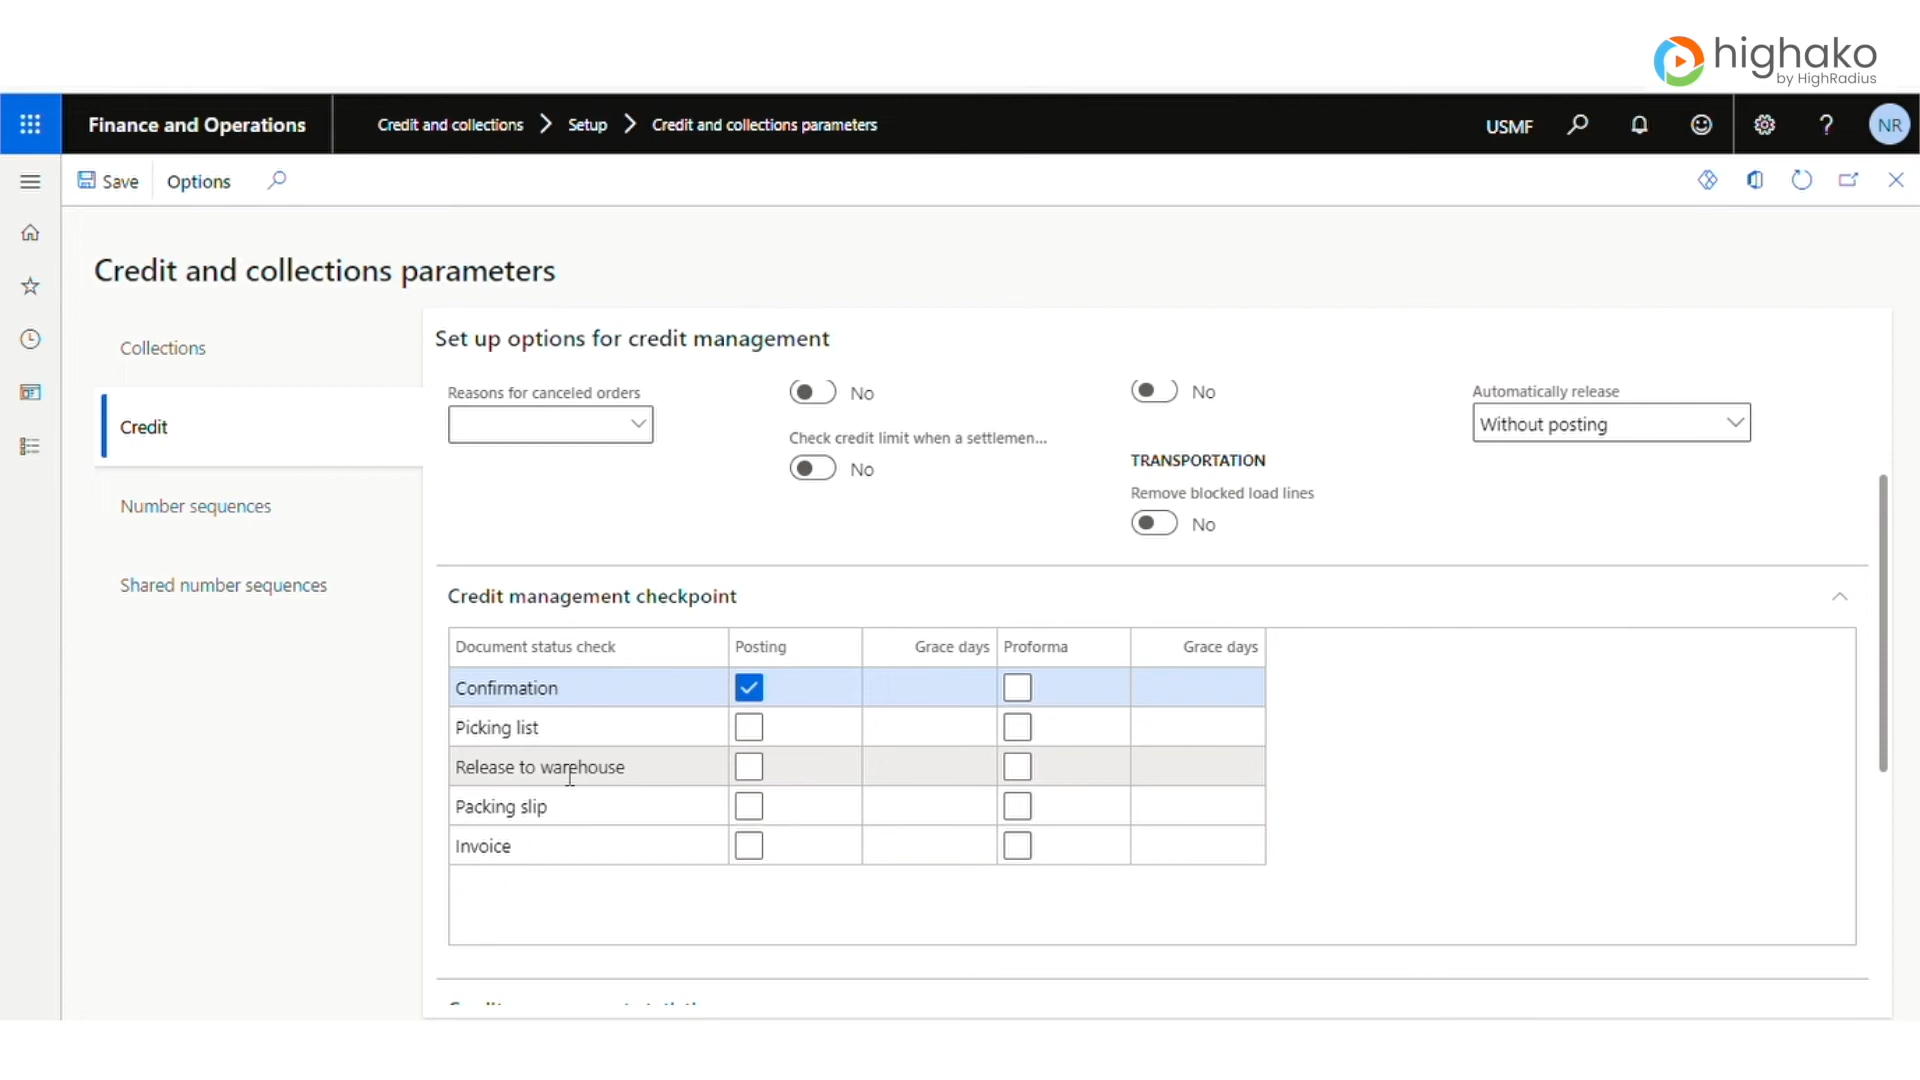 highako
by HighRadius
Finance and Operations
Credit and collections
Setup
Credit and collections parameters
USMF
?
NR
Save
Options
Credit and collections parameters
Collections
Credit
Number sequences
Shared number sequences
Set up options for credit management
Reasons for canceled orders
No
Check credit limit when a settlemen...
No
No
TRANSPORTATION
Remove blocked load lines
No
Automatically release
Without posting
Credit management checkpoint
Document status check Posting Grace days Proforma Grace days
Confirmation
Picking list
Release to warehouse
Packing slip
Invoice